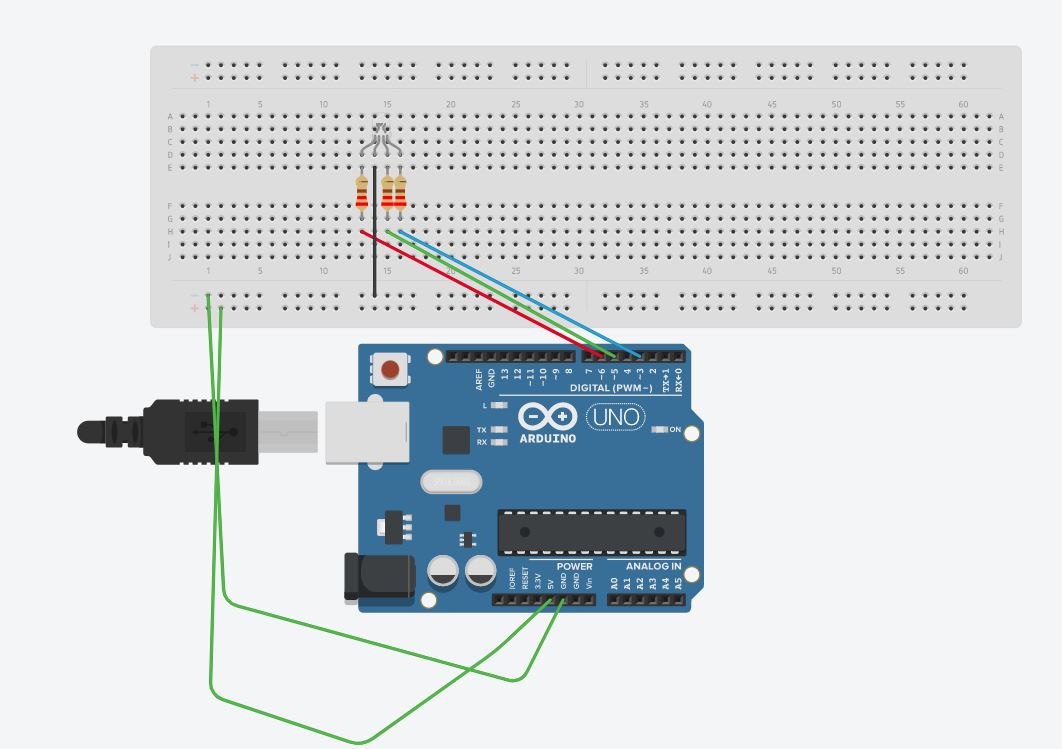 − −
+ +
1 5 10 15 20 25 30 35 40 45 50 55 60
A A
B B
C C
D D
E E
F F
G G
H H
I I
J J
1 5 10 15 20 25 30 35 40 45 50 55 60
− −
+ +
AREF GND 13 12 ~11 ~10 ~9 8 7 ~6 ~5 4 ~3 2 TX→1 RX←0
DIGITAL (PWM~)
L
TX
RX
UNO
ARDUINO
ON
POWER
ANALOG IN
IOREF RESET 3.3V 5V GND GND Vin A0 A1 A2 A3 A4 A5